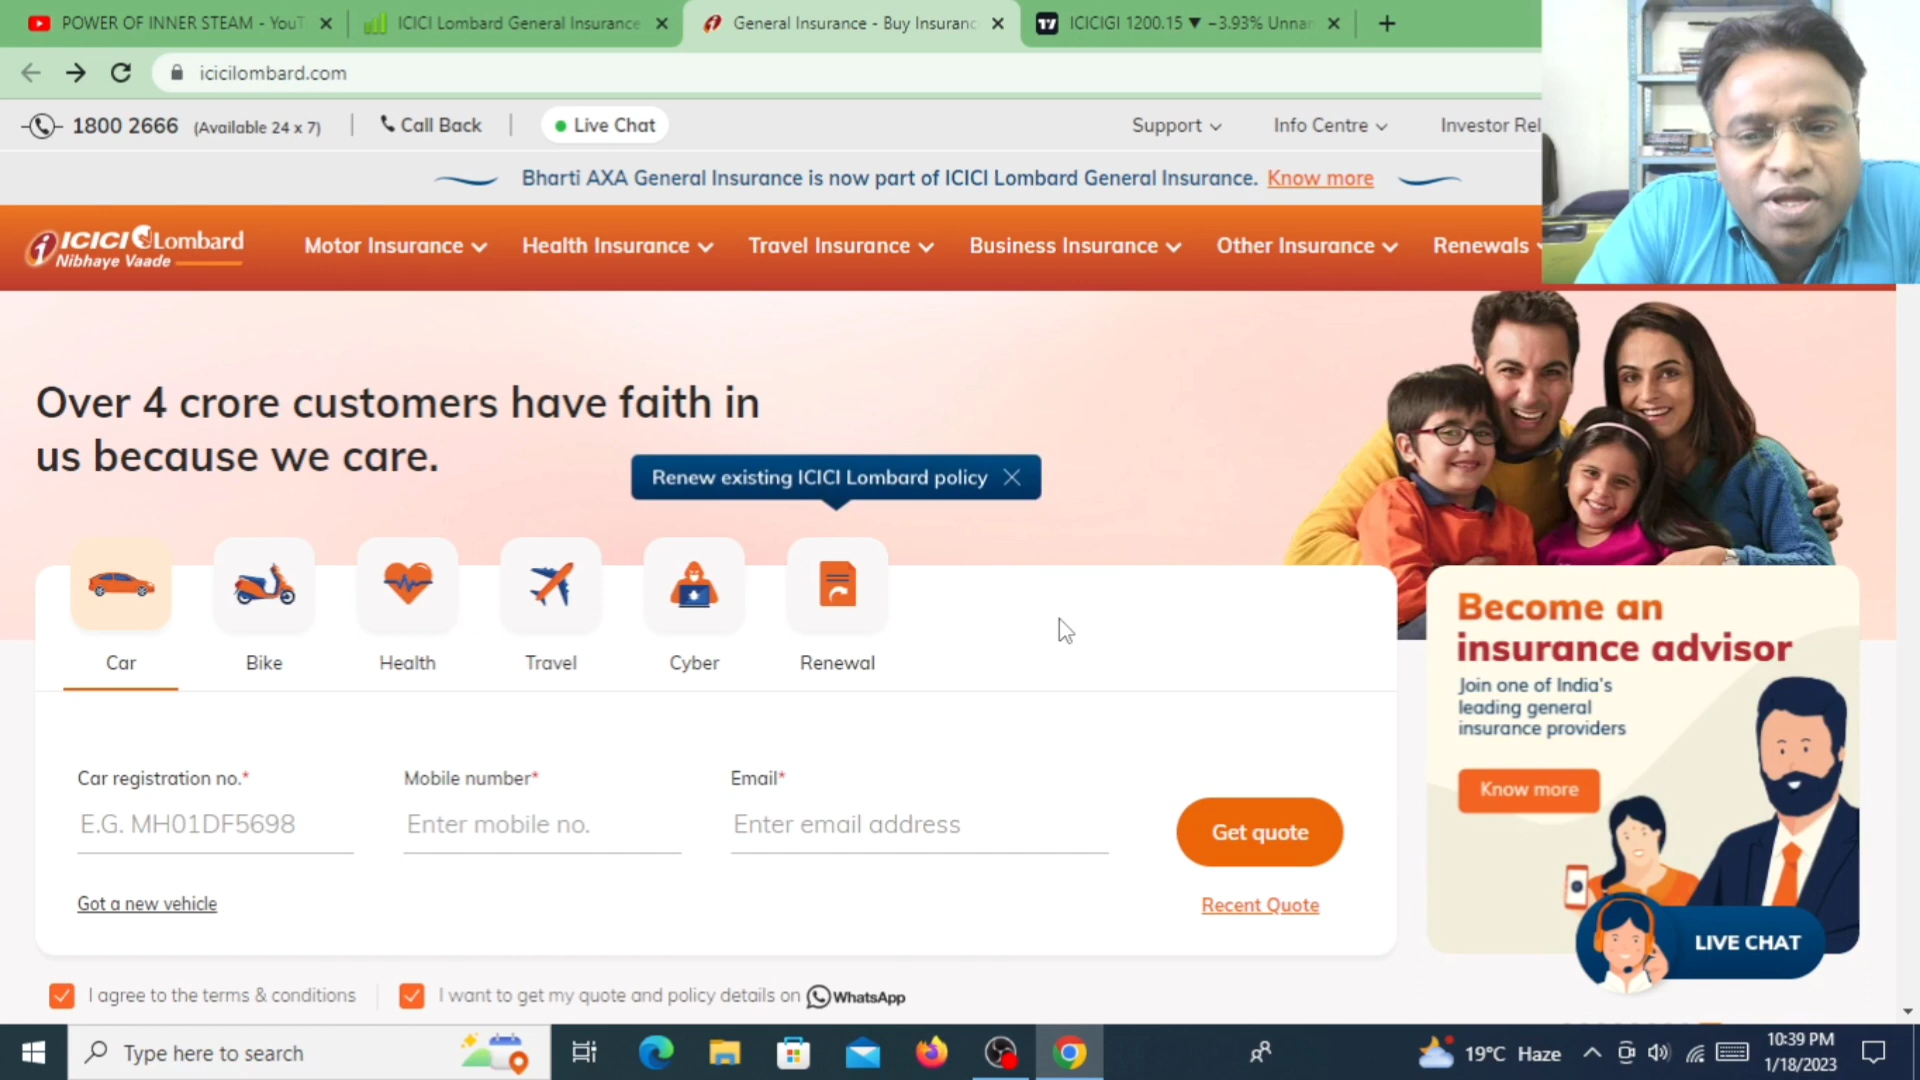 POWER OF INNER STEAM - YouT
ICICI Lombard General Insurance
General Insurance - Buy Insuranc
ICICIGI 1200.15 ▼ −3.93% Unnar
icicilombard.com
1800 2666 (Available 24 x 7)
Call Back
Live Chat
Support
Info Centre
Investor Rel
Bharti AXA General Insurance is now part of ICICI Lombard General Insurance. Know more
ICICI Lombard
Nibhaye Vaade
Motor Insurance
Health Insurance
Travel Insurance
Business Insurance
Other Insurance
Renewals
Over 4 crore customers have faith in
us because we care.
Renew existing ICICI Lombard policy
Car
Bike
Health
Travel
Cyber
Renewal
Become an
insurance advisor
Join one of India's
leading general
insurance providers
Know more
Car registration no.*
Mobile number*
Email*
E.G. MH01DF5698
Enter mobile no.
Enter email address
Get quote
Got a new vehicle
Recent Quote
LIVE CHAT
I agree to the terms & conditions
I want to get my quote and policy details on WhatsApp
Type here to search
19°C Haze
10:39 PM
1/18/2023